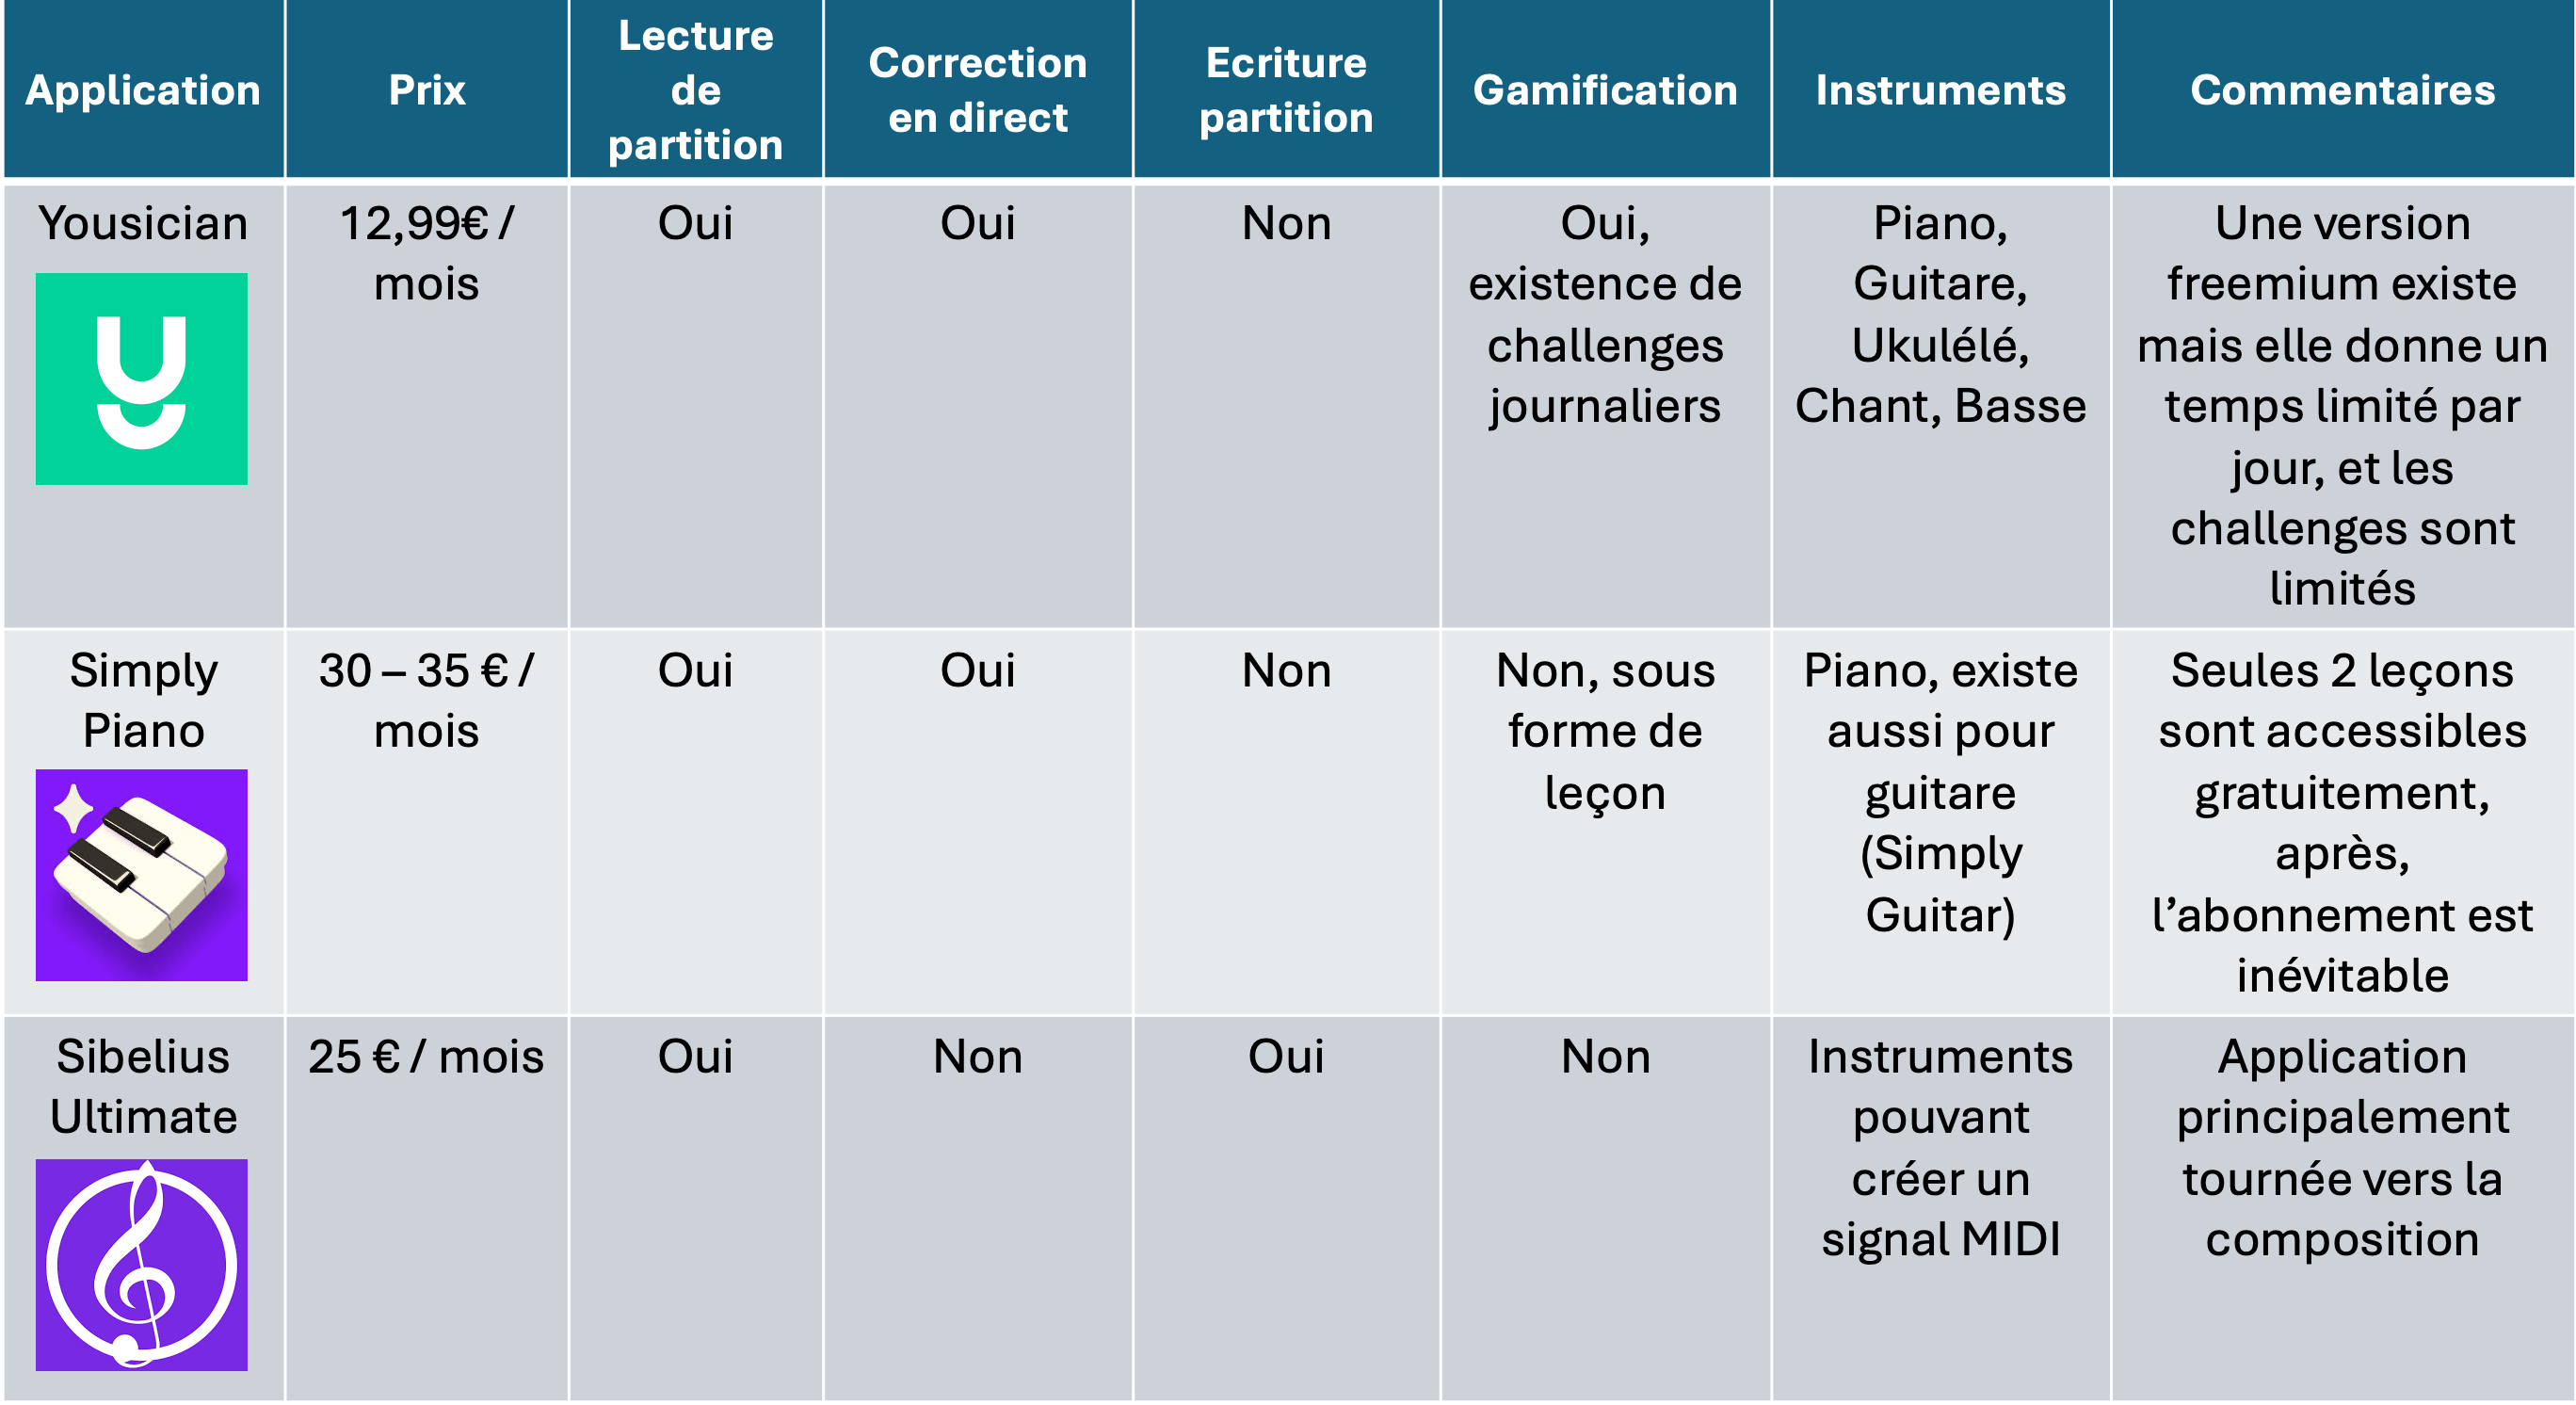 Application
Prix
Lecture
de
partition
Correction
en direct
Ecriture
partition
Gamification
Instruments
Commentaires
Yousician
12,99€ /
mois
Oui
Oui
Non
Oui,
existence de
challenges
journaliers
Piano,
Guitare,
Ukulélé,
Chant, Basse
Une version
freemium existe
mais elle donne un
temps limité par
jour, et les
challenges sont
limités
Simply
Piano
30 – 35 € /
mois
Oui
Oui
Non
Non, sous
forme de
leçon
Piano, existe
aussi pour
guitare
(Simply
Guitar)
Seules 2 leçons
sont accessibles
gratuitement,
après,
l’abonnement est
inévitable
Sibelius
Ultimate
25 € / mois
Oui
Non
Oui
Non
Instruments
pouvant
créer un
signal MIDI
Application
principalement
tournée vers la
composition